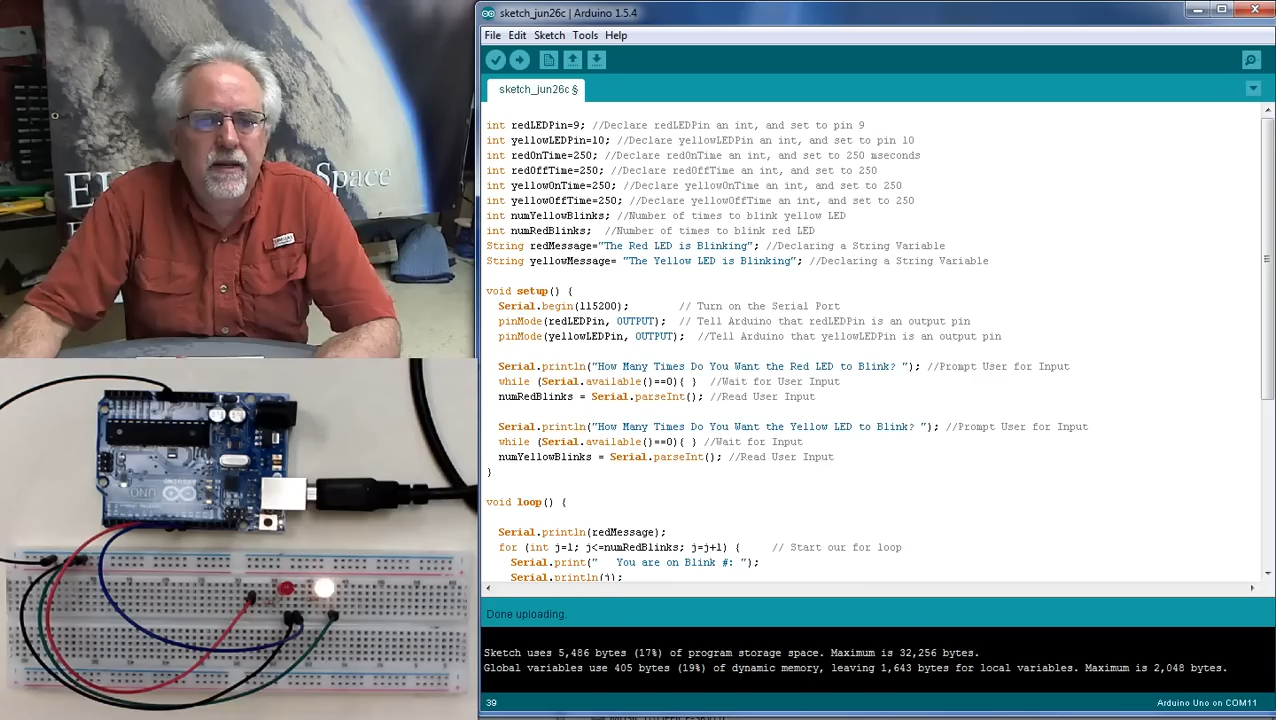 Space
sketch_jun26c | Arduino 1.5.4
File Edit Sketch Tools Help
sketch_jun26c §
int redLEDPin=9; //Declare redLEDPin an int, and set to pin 9
int yellowLEDPin=10; //Declare yellowLEDPin an int, and set to pin 10
int redOnTime=250; //Declare redOnTime an int, and set to 250 mseconds
int redOffTime=250; //Declare redOffTime an int, and set to 250
int yellowOnTime=250; //Declare yellowOnTime an int, and set to 250
int yellowOffTime=250; //Declare yellowOffTime an int, and set to 250
int numYellowBlinks; //Number of times to blink yellow LED
int numRedBlinks; //Number of times to blink red LED
String redMessage="The Red LED is Blinking"; //Declaring a String Variable
String yellowMessage= "The Yellow LED is Blinking"; //Declaring a String Variable
void setup() {
Serial.begin(115200); // Turn on the Serial Port
pinMode(redLEDPin, OUTPUT); // Tell Arduino that redLEDPin is an output pin
pinMode(yellowLEDPin, OUTPUT); //Tell Arduino that yellowLEDPin is an output pin
Serial.println("How Many Times Do You Want the Red LED to Blink? "); //Prompt User for Input
while (Serial.available()==0){ } //Wait for User Input
numRedBlinks = Serial.parseInt(); //Read User Input
Serial.println("How Many Times Do You Want the Yellow LED to Blink? "); //Prompt User for Input
while (Serial.available()==0){ } //Wait for Input
numYellowBlinks = Serial.parseInt(); //Read User Input
}
void loop() {
Serial.println(redMessage);
for (int j=1; j<=numRedBlinks; j=j+1) { // Start our for loop
Serial.print(" You are on Blink #: ");
Serial.println(j);
Done uploading.
Sketch uses 5,486 bytes (17%) of program storage space. Maximum is 32,256 bytes.
Global variables use 405 bytes (19%) of dynamic memory, leaving 1,643 bytes for local variables. Maximum is 2,048 bytes.
39
Arduino Uno on COM11
UNO